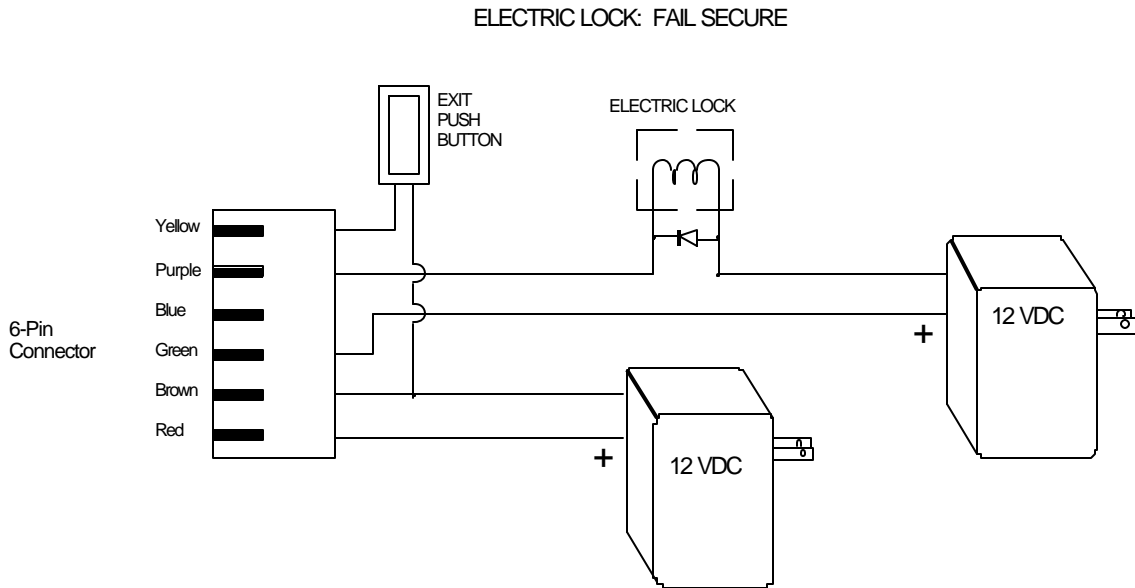 ELECTRIC LOCK: FAIL SECURE
EXIT
PUSH
BUTTON
ELECTRIC LOCK
Yellow
Purple
Blue
Green
Brown
Red
6-Pin
Connector
+
12 VDC
+
12 VDC